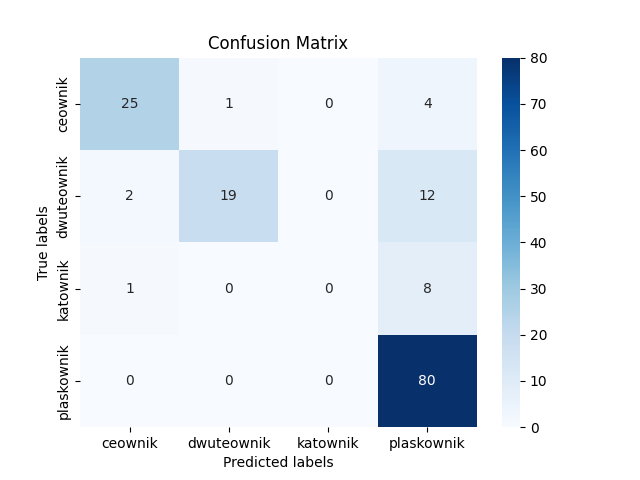 Confusion Matrix
True labels
ceownik
25 1 0 4
dwuteownik
2 19 0 12
katownik
1 0 0 8
plaskownik
0 0 0 80
ceownik dwuteownik katownik plaskownik
Predicted labels
80
70
60
50
40
30
20
10
0